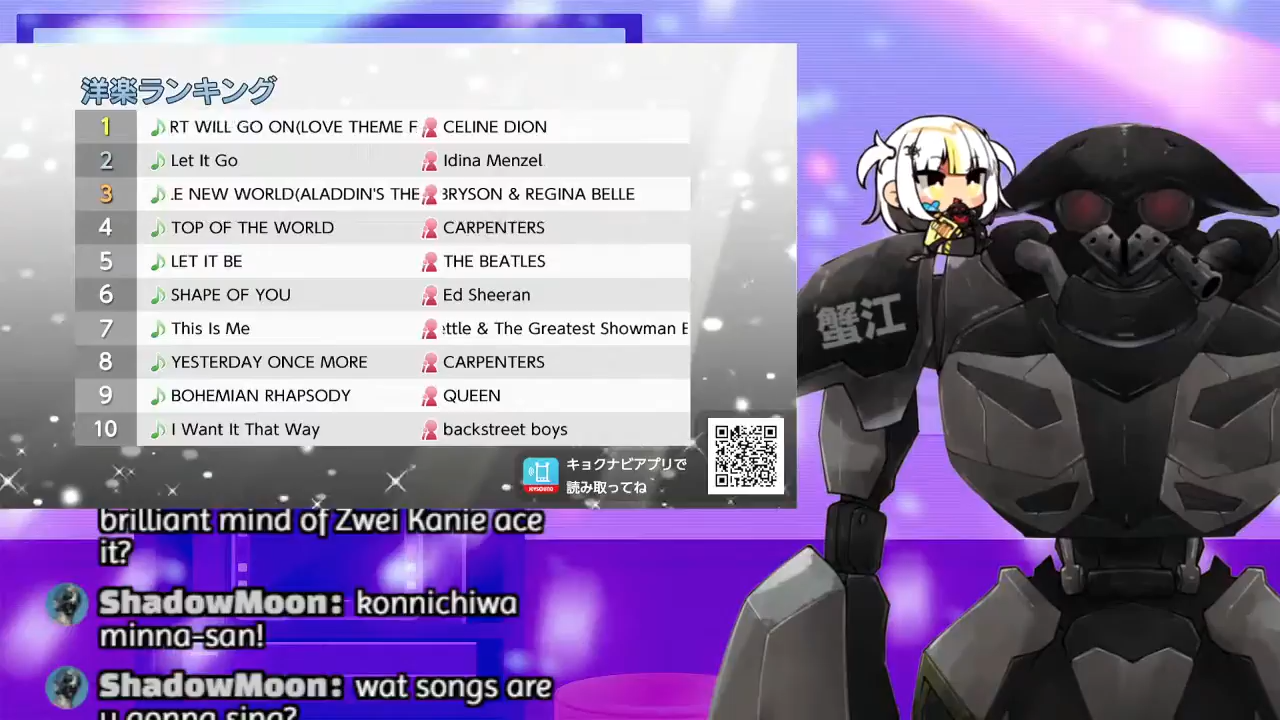 洋楽ランキング
1 RT WILL GO ON(LOVE THEME F CELINE DION
2 Let It Go Idina Menzel
3 .E NEW WORLD(ALADDIN'S THE BRYSON & REGINA BELLE
4 TOP OF THE WORLD CARPENTERS
5 LET IT BE THE BEATLES
6 SHAPE OF YOU Ed Sheeran
7 This Is Me ttle & The Greatest Showman E
8 YESTERDAY ONCE MORE CARPENTERS
9 BOHEMIAN RHAPSODY QUEEN
10 I Want It That Way backstreet boys
キョクナビアプリで
読み取ってね
JOYSOUND
蟹江
brilliant mind of Zwei Kanie ace
it?
ShadowMoon: konnichiwa
minna-san!
ShadowMoon: wat songs are
u gonna sing?